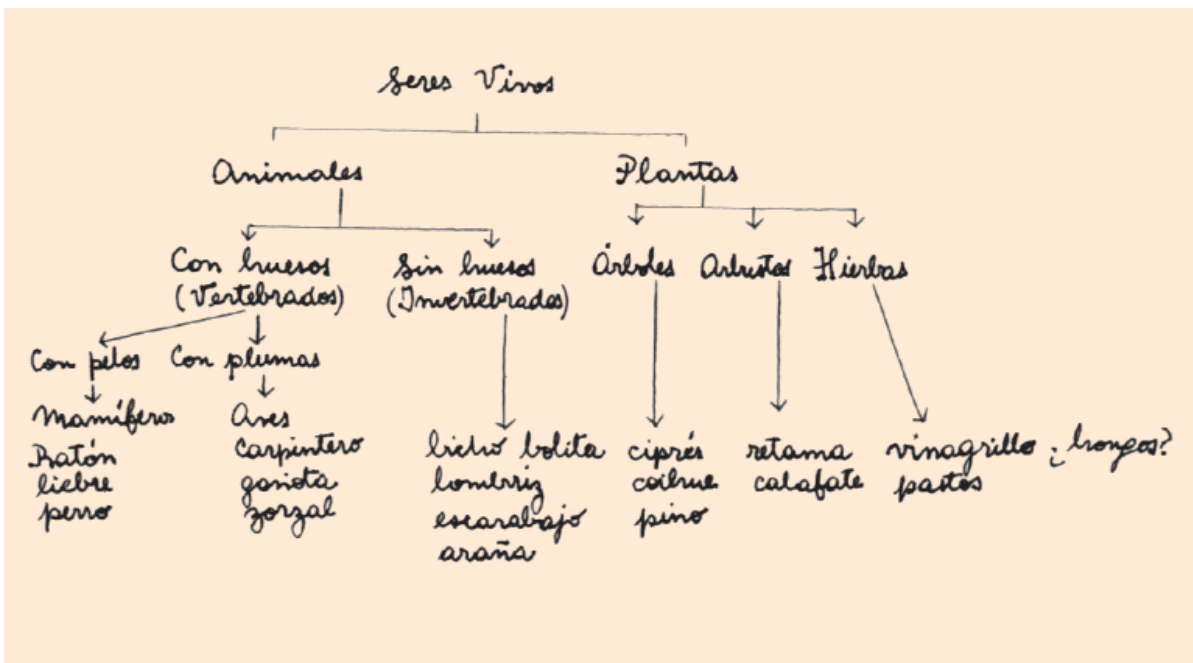 Seres Vivos
Animales Plantas
Con huesos Sin huesos Árboles Arbustos Hierbas
(Vertebrados) (Invertebrados)
Con pelos Con plumas
Mamíferos Aves
Ratón Carpintero bicho bolita ciprés retama vinagrillo ¿hongos?
liebre gaviota lombriz coihue calafate pastos
perro zorzal escarabajo pino
araña